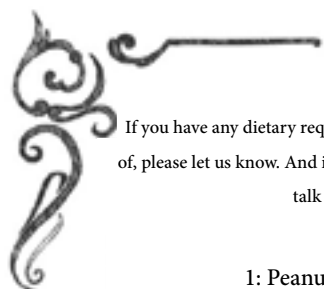 If you have any dietary req
of, please let us know. And i
talk
1: Peanu